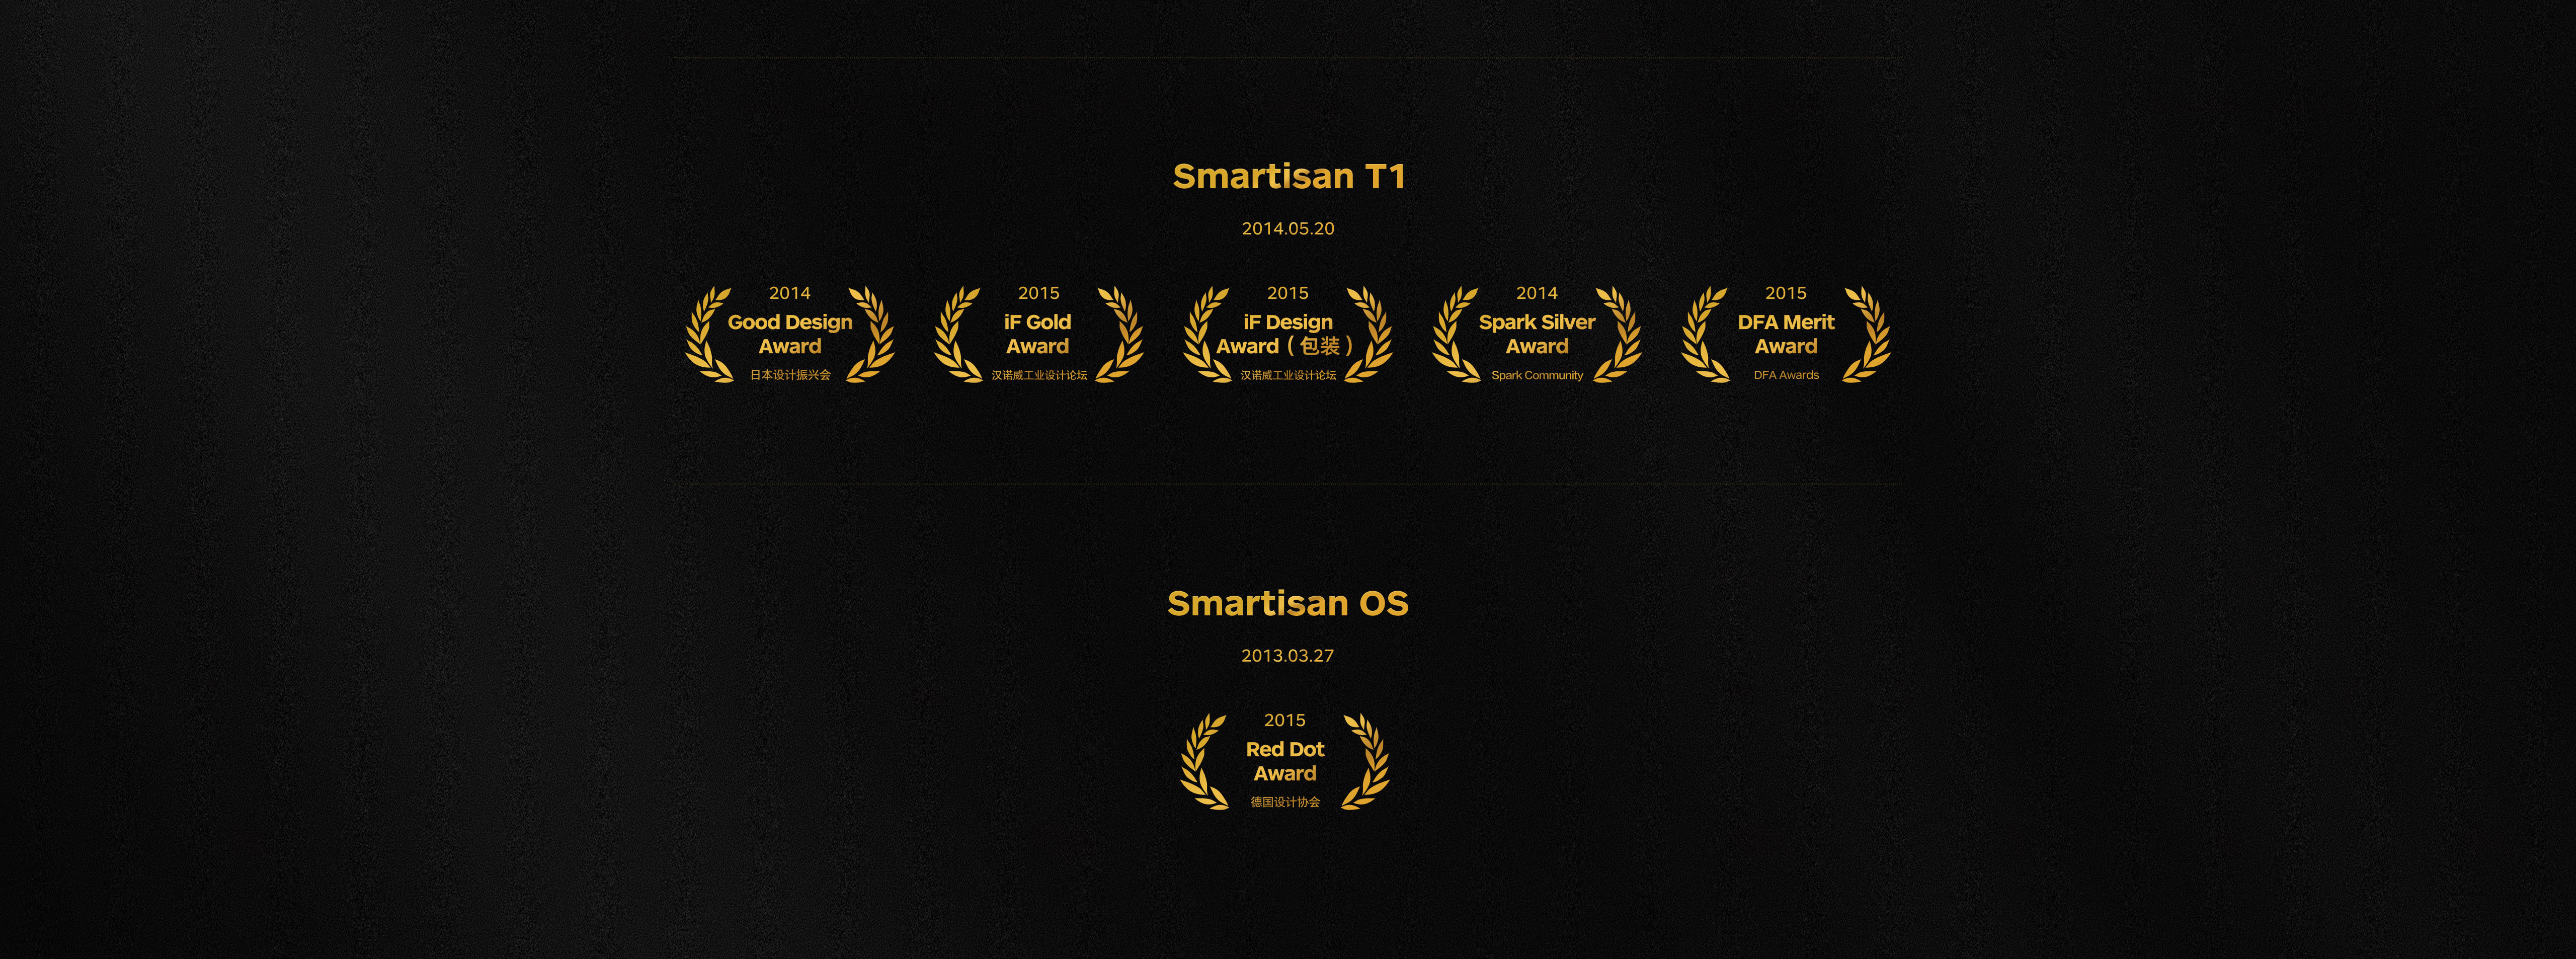 Smartisan T1
2014.05.20
2014
Good Design
Award
日本设计振兴会
2015
iF Gold
Award
汉诺威工业设计论坛
2015
iF Design
Award（包装）
汉诺威工业设计论坛
2014
Spark Silver
Award
Spark Community
2015
DFA Merit
Award
DFA Awards
Smartisan OS
2013.03.27
2015
Red Dot
Award
德国设计协会